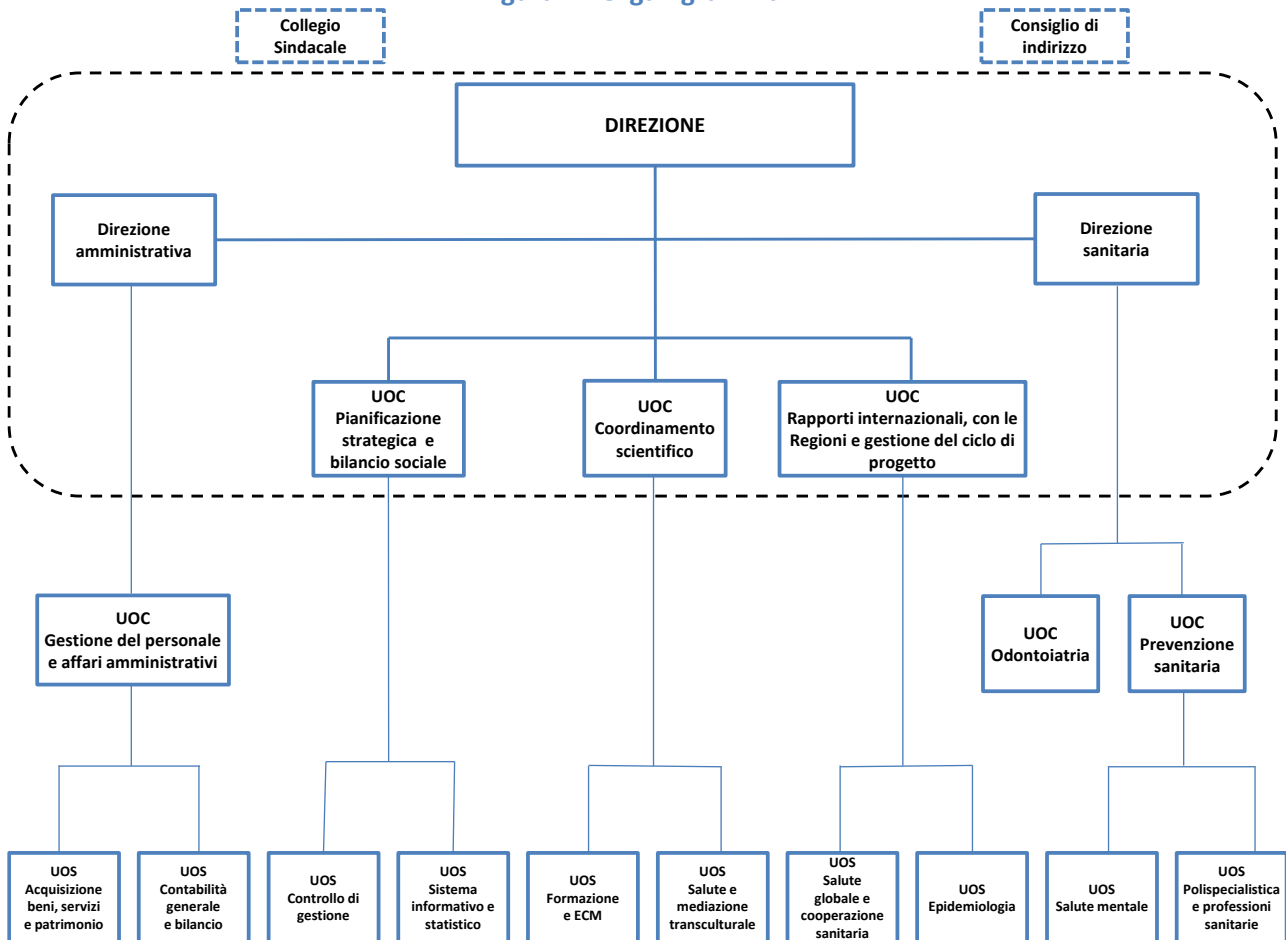 Collegio
Sindacale
Consiglio di
indirizzo
DIREZIONE
Direzione
amministrativa
Direzione
sanitaria
UOC
Pianificazione
strategica e
bilancio sociale
UOC
Coordinamento
scientifico
UOC
Rapporti internazionali, con le
Regioni e gestione del ciclo di
progetto
UOC
Gestione del personale
e affari amministrativi
UOC
Odontoiatria
UOC
Prevenzione
sanitaria
UOS
Acquisizione
beni, servizi
e patrimonio
UOS
Contabilità
generale
e bilancio
UOS
Controllo di
gestione
UOS
Sistema
informativo e
statistico
UOS
Formazione
e ECM
UOS
Salute e
mediazione
transculturale
UOS
Salute
globale e
cooperazione
sanitaria
UOS
Epidemiologia
UOS
Salute mentale
UOS
Polispecialistica
e professioni
sanitarie